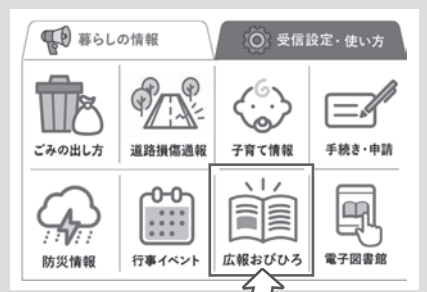 暮らしの情報
受信設定・使い方
ごみの出し方
道路損傷通報
子育て情報
手続き・申請
防災情報
行事イベント
広報おびひろ
電子図書館